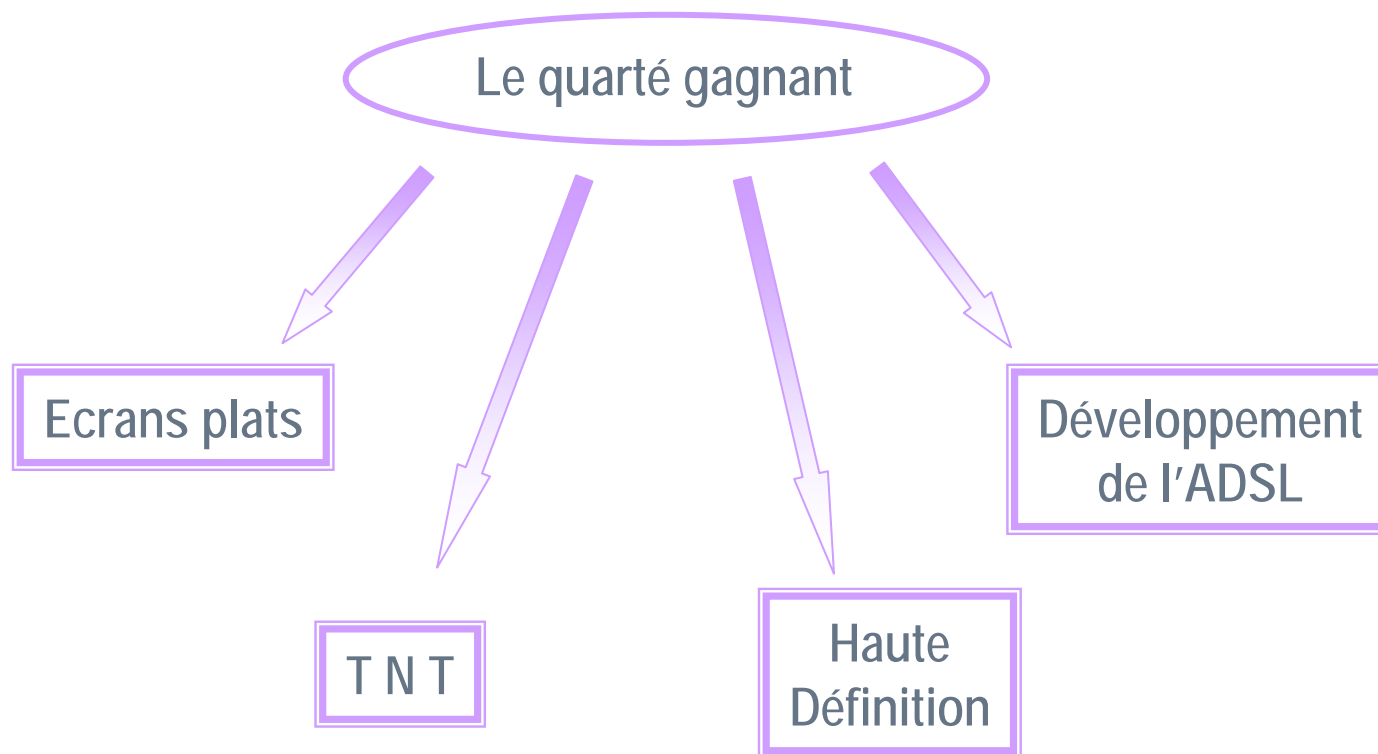 Le quarté gagnant
Ecrans plats
Développement
de l'ADSL
T N T
Haute
Définition